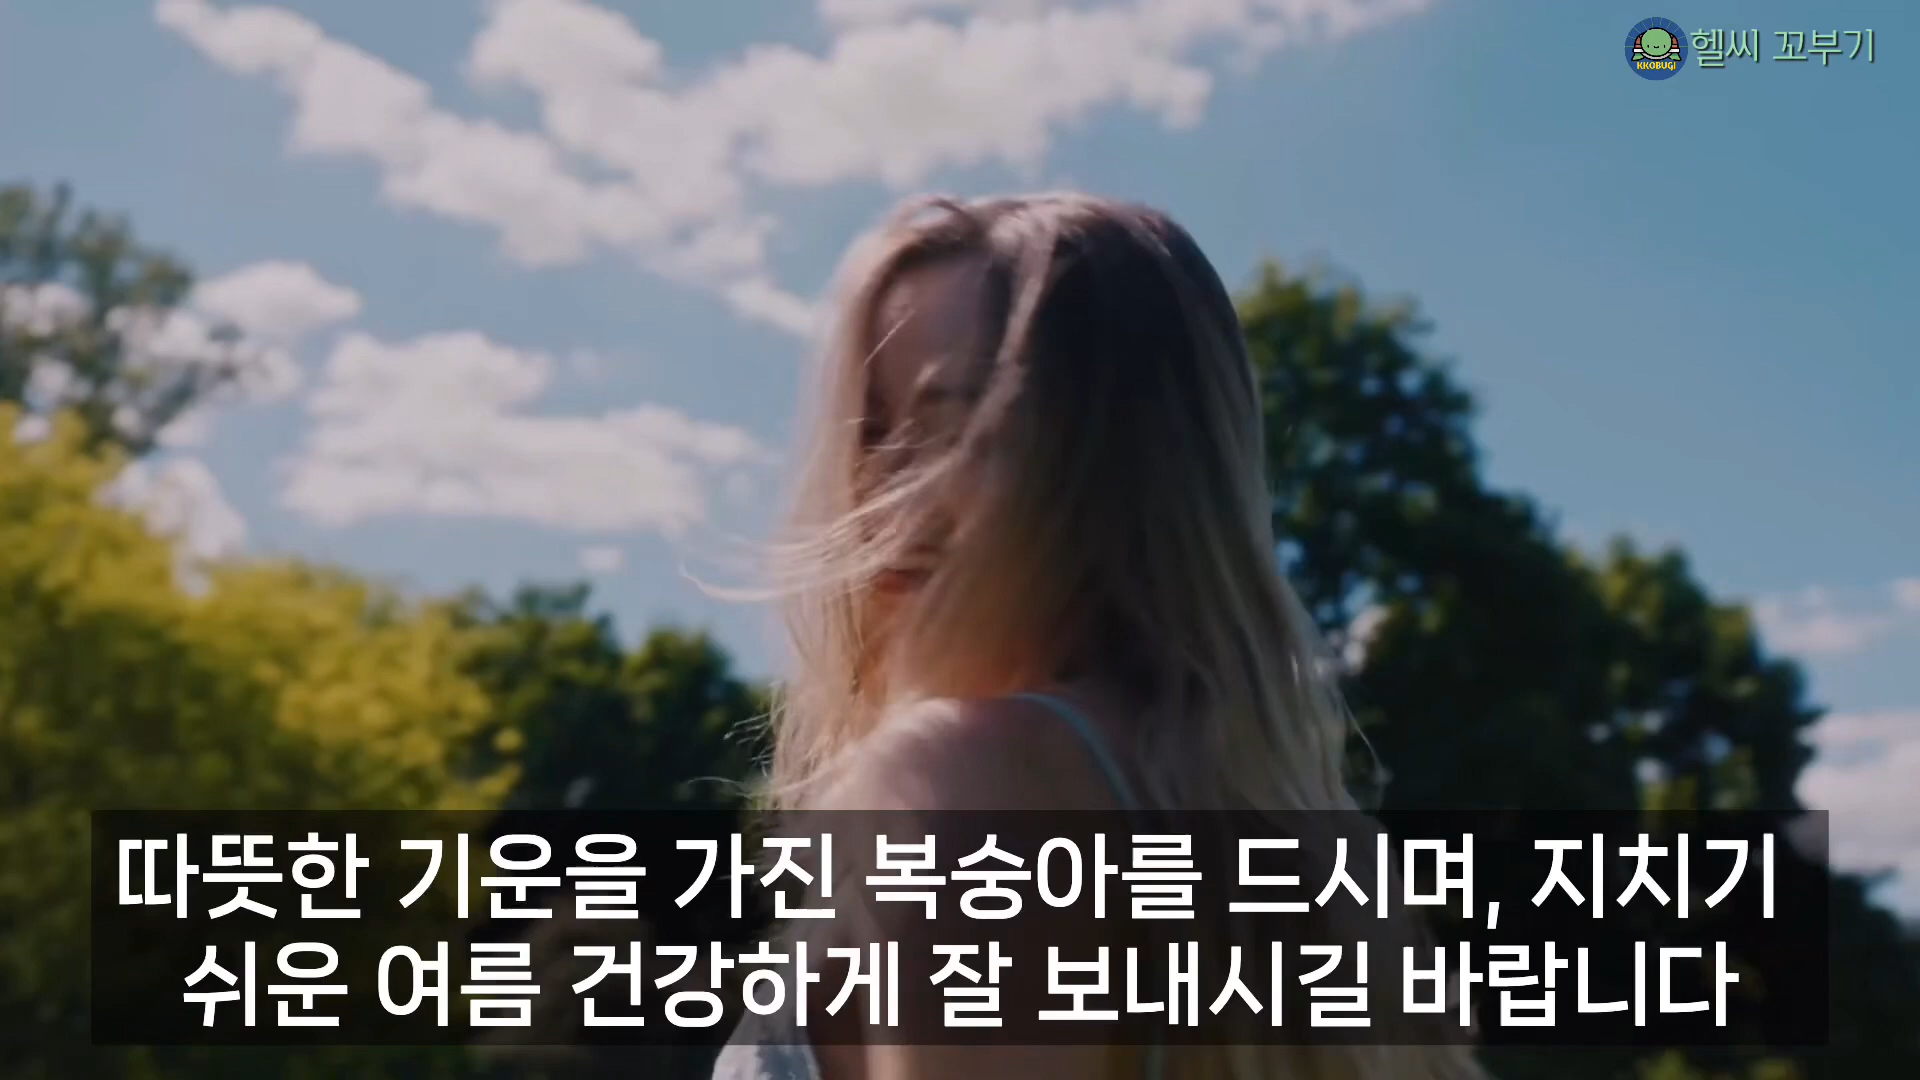 KKOBUGI
헬씨 꼬부기
따뜻한 기운을 가진 복숭아를 드시며, 지치기
쉬운 여름 건강하게 잘 보내시길 바랍니다